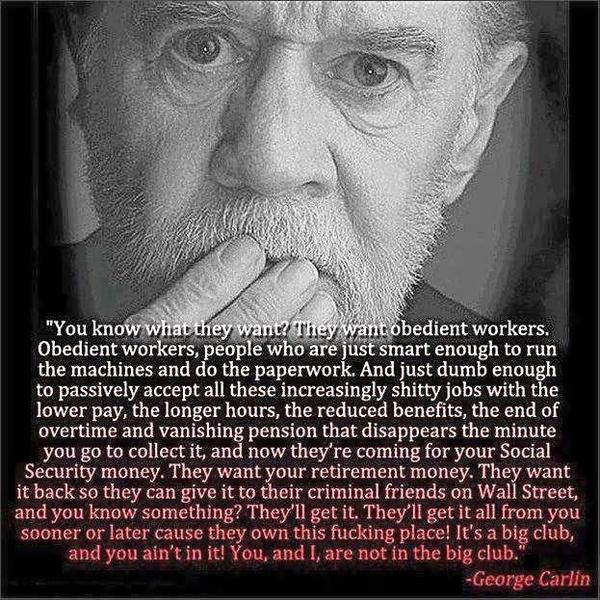 "You know what they want? They want obedient workers.
Obedient workers, people who are just smart enough to run
the machines and do the paperwork. And just dumb enough
to passively accept all these increasingly shitty jobs with the
lower pay, the longer hours, the reduced benefits, the end of
overtime and vanishing pension that disappears the minute
you go to collect it, and now they're coming for your Social
Security money. They want your retirement money. They want
it back so they can give it to their criminal friends on Wall Street,
and you know something? They'll get it. They'll get it all from you
sooner or later cause they own this fucking place! It's a big club,
and you ain't in it! You, and I, are not in the big club."
-George Carlin